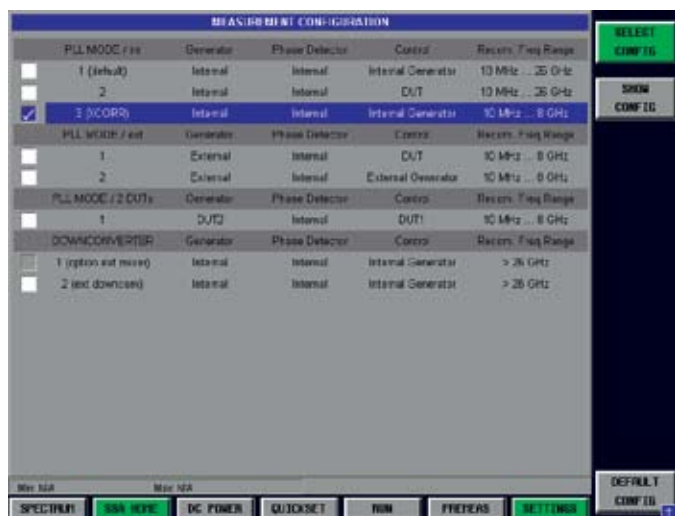 MEASUREMENT CONFIGURATION
PLL MODE / int Generator Phase Detector Control Recom. Freq Range
1 (default) Internal Internal Internal Generator 10 MHz ... 26 GHz
2 Internal Internal DUT 10 MHz ... 26 GHz
3 (XCORR) Internal Internal Internal Generator 10 MHz ... 8 GHz
PLL MODE / ext Generator Phase Detector Control Recom. Freq Range
1 External Internal DUT 10 MHz ... 8 GHz
2 External Internal External Generator 10 MHz ... 8 GHz
PLL MODE / 2 DUTs Generator Phase Detector Control Recom. Freq Range
1 DUT2 Internal DUT1 10 MHz ... 8 GHz
DOWNCONVERTER Generator Phase Detector Control Recom. Freq Range
1 (option ext mixer) Internal Internal Internal Generator > 26 GHz
2 (ext downconv) Internal Internal Internal Generator > 26 GHz
Min: N/A Max: N/A
SPECTRUM SSA HOME DC POWER QUICKSET RUN PREMEAS SETTINGS
SELECT
CONFIG
SHOW
CONFIG
DEFAULT
CONFIG